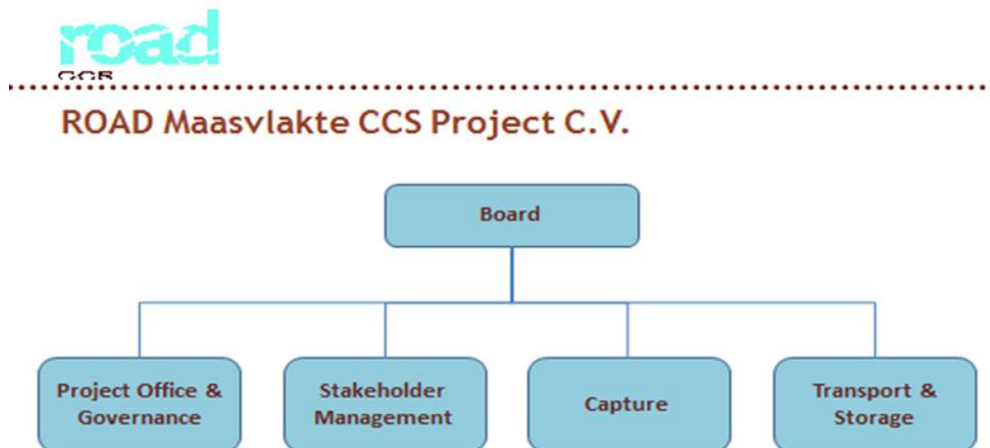 road
CCS
ROAD Maasvlakte CCS Project C.V.
Board
Project Office &
Governance
Stakeholder
Management
Capture
Transport &
Storage